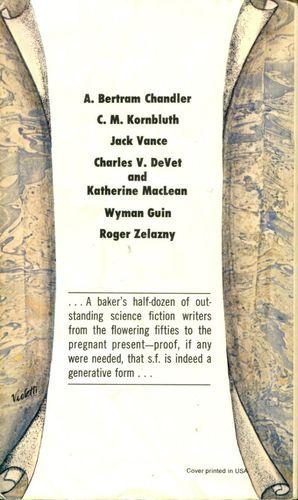 A. Bertram Chandler
C. M. Kornbluth
Jack Vance
Charles V. DeVet
and
Katherine MacLean
Wyman Guin
Roger Zelazny
. . . A baker's half-dozen of out-
standing science fiction writers
from the flowering fifties to the
pregnant present—proof, if any
were needed, that s.f. is indeed a
generative form . . .
Cover printed in USA